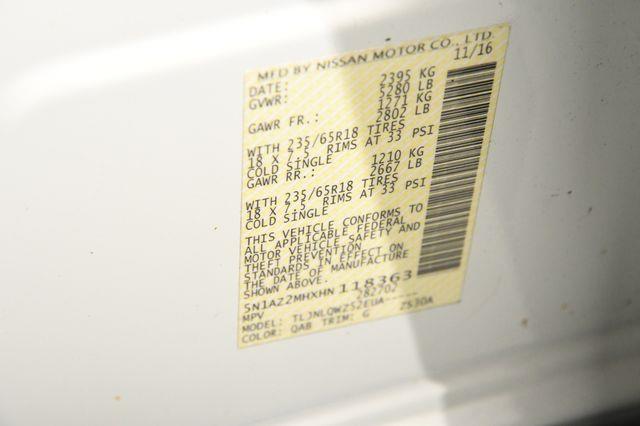 MFD BY NISSAN MOTOR CO., LTD.
DATE: 11/16
GVWR: 2395 KG
5280 LB
GAWR FR.: 1271 KG
2802 LB
WITH 235/65R18 TIRES
18 X 7.5 RIMS AT 33 PSI
COLD SINGLE
GAWR RR.: 1210 KG
2667 LB
WITH 235/65R18 TIRES
18 X 7.5 RIMS AT 33 PSI
COLD SINGLE
THIS VEHICLE CONFORMS TO
ALL APPLICABLE FEDERAL
MOTOR VEHICLE SAFETY AND
THEFT PREVENTION
STANDARDS IN EFFECT ON
THE DATE OF MANUFACTURE
SHOWN ABOVE.
5N1AZ2MHXHN118363
MPV 282702
MODEL: TLJNLQWZ52EUA-----
COLOR: QAB TRIM: G Z530A